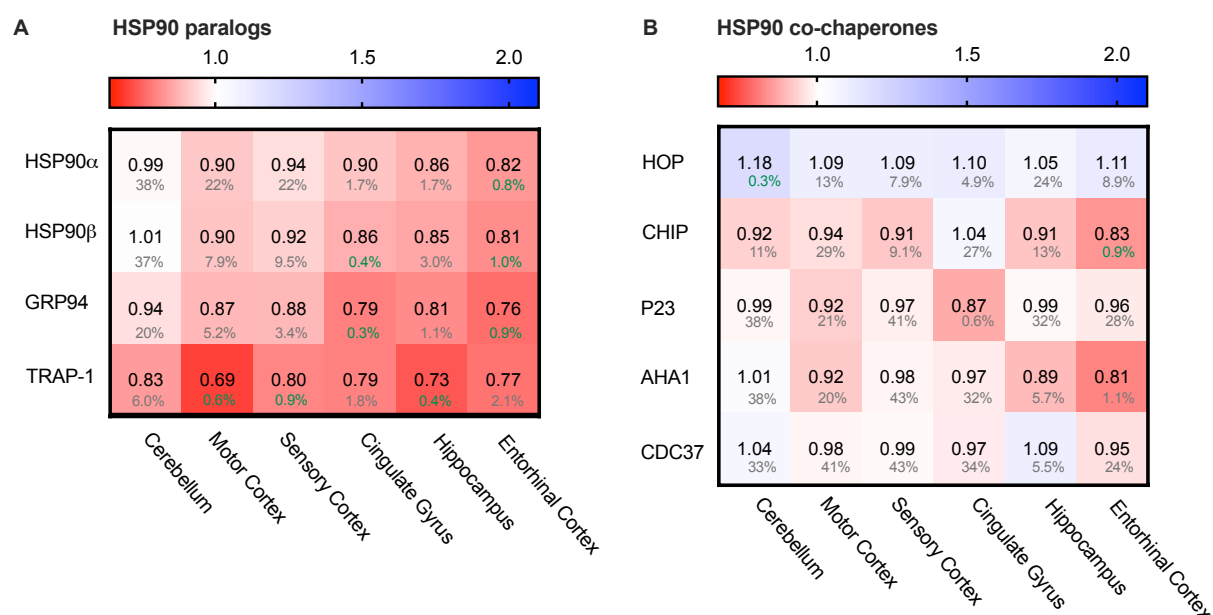 A HSP90 paralogs
1.0 1.5 2.0
HSP90α 0.99 0.90 0.94 0.90 0.86 0.82
38% 22% 22% 1.7% 1.7% 0.8%
HSP90β 1.01 0.90 0.92 0.86 0.85 0.81
37% 7.9% 9.5% 0.4% 3.0% 1.0%
GRP94 0.94 0.87 0.88 0.79 0.81 0.76
20% 5.2% 3.4% 0.3% 1.1% 0.9%
TRAP-1 0.83 0.69 0.80 0.79 0.73 0.77
6.0% 0.6% 0.9% 1.8% 0.4% 2.1%
Cerebellum
Motor Cortex
Sensory Cortex
Cingulate Gyrus
Hippocampus
Entorhinal Cortex
B HSP90 co-chaperones
1.0 1.5 2.0
HOP 1.18 1.09 1.09 1.10 1.05 1.11
0.3% 13% 7.9% 4.9% 24% 8.9%
CHIP 0.92 0.94 0.91 1.04 0.91 0.83
11% 29% 9.1% 27% 13% 0.9%
P23 0.99 0.92 0.97 0.87 0.99 0.96
38% 21% 41% 0.6% 32% 28%
AHA1 1.01 0.92 0.98 0.97 0.89 0.81
38% 20% 43% 32% 5.7% 1.1%
CDC37 1.04 0.98 0.99 0.97 1.09 0.95
33% 41% 43% 34% 5.5% 24%
Cerebellum
Motor Cortex
Sensory Cortex
Cingulate Gyrus
Hippocampus
Entorhinal Cortex